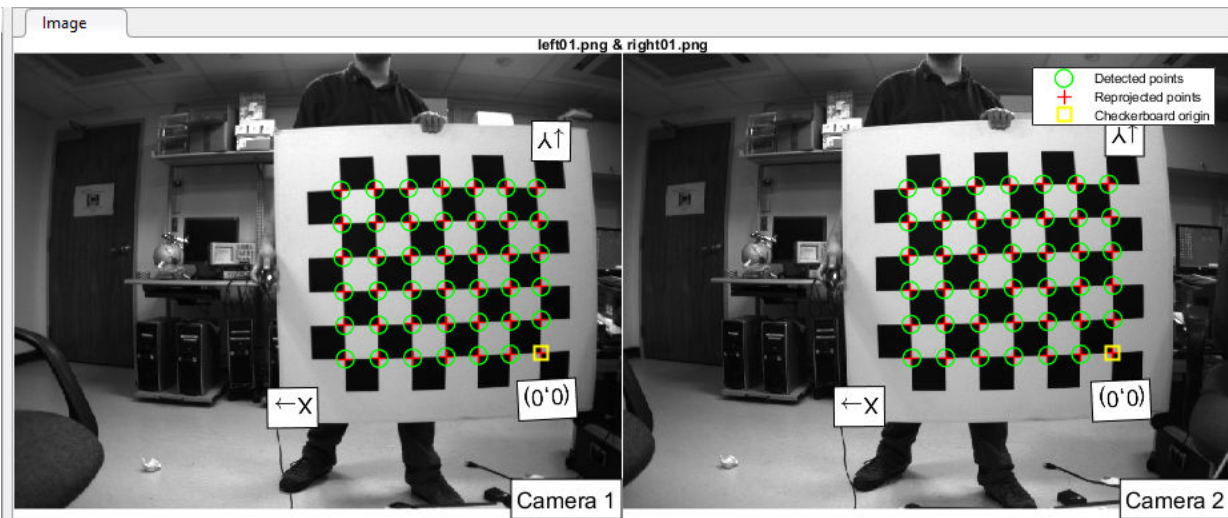 Image
left01.png & right01.png
Detected points
Reprojected points
Checkerboard origin
Y↑
Y↑
←X
(0,0)
←X
(0,0)
Camera 1
Camera 2